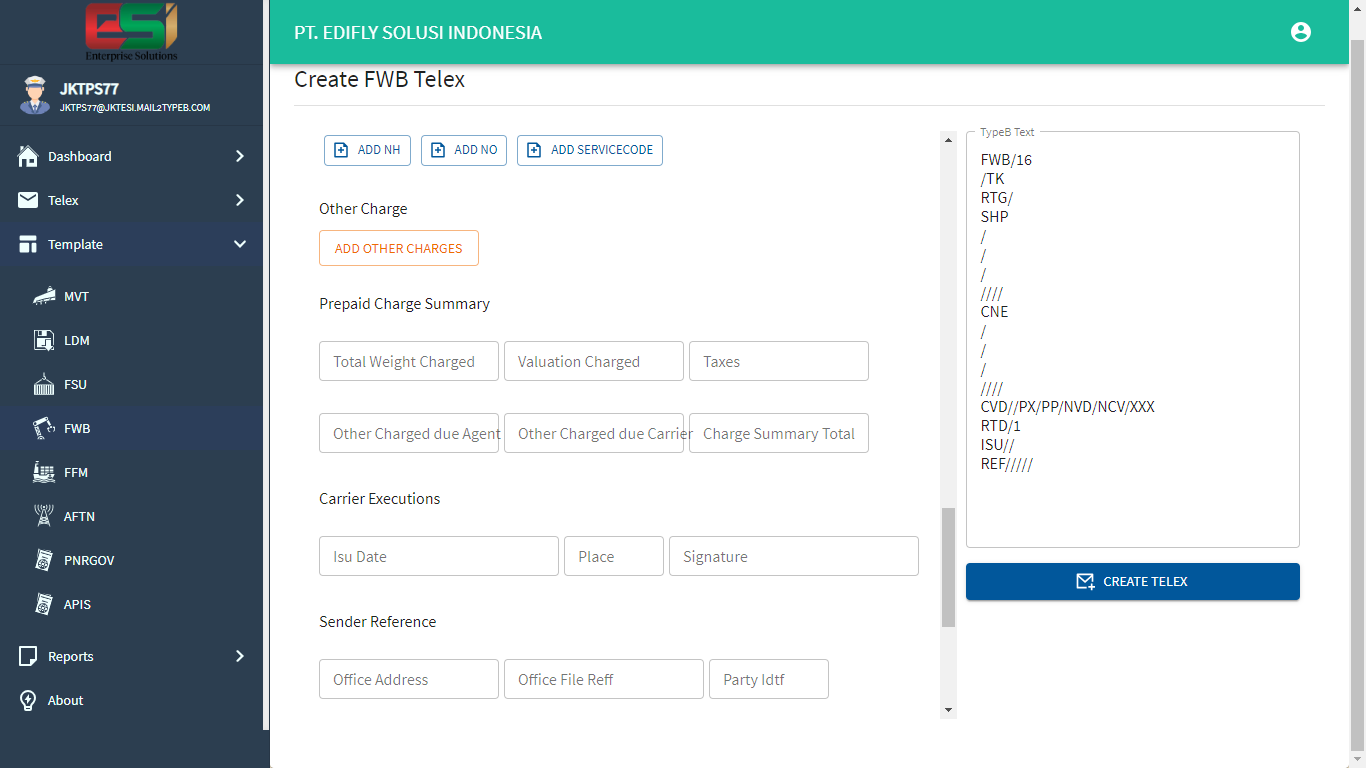 ESI
Enterprise Solutions
JKTPS77
JKTPS77@JKTESI.MAIL2TYPEB.COM
Dashboard
Telex
Template
MVT
LDM
FSU
FWB
FFM
AFTN
PNRGOV
APIS
Reports
About
PT. EDIFLY SOLUSI INDONESIA
Create FWB Telex
ADD NH ADD NO ADD SERVICECODE
Other Charge
ADD OTHER CHARGES
Prepaid Charge Summary
Total Weight Charged Valuation Charged Taxes
Other Charged due Agent Other Charged due Carrier Charge Summary Total
Carrier Executions
Isu Date Place Signature
Sender Reference
Office Address Office File Reff Party Idtf
TypeB Text
FWB/16
/TK
RTG/
SHP
/
/
/
////
CNE
/
/
/
////
CVD//PX/PP/NVD/NCV/XXX
RTD/1
ISU//
REF/////
CREATE TELEX